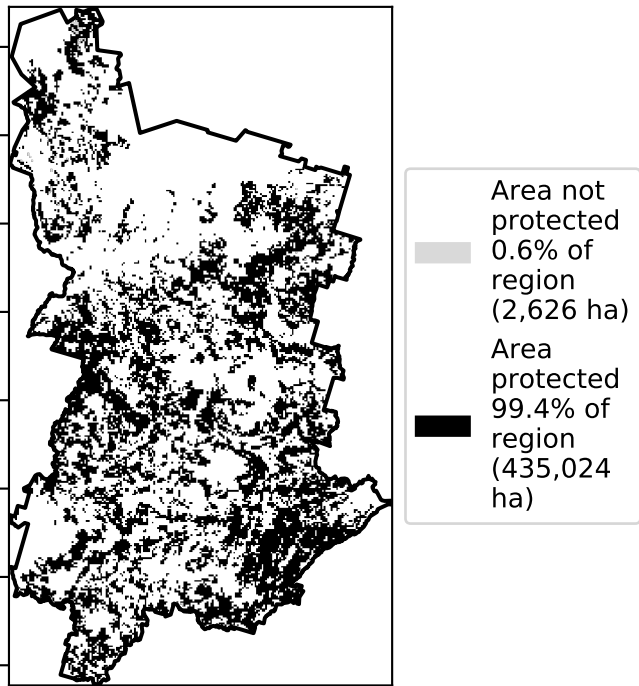 Area not
protected
0.6% of
region
(2,626 ha)
Area
protected
99.4% of
region
(435,024
ha)